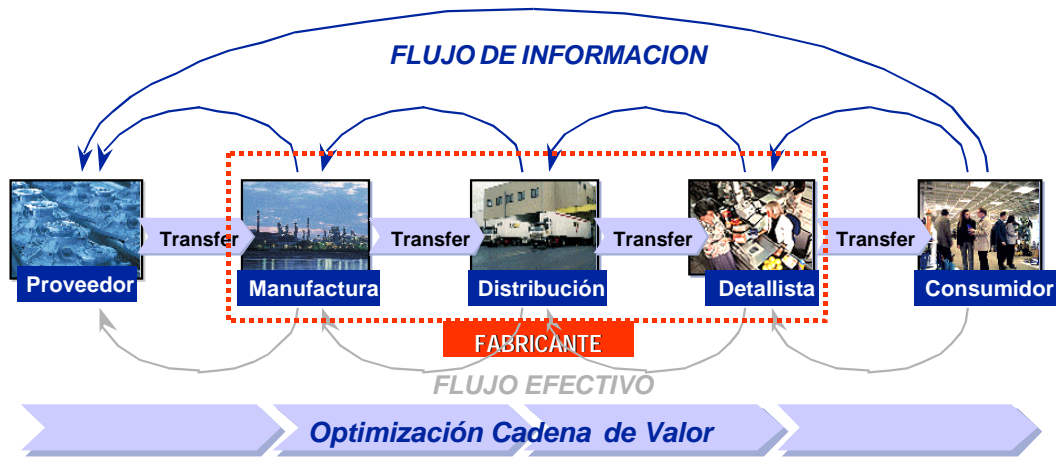 FLUJO DE INFORMACION
Transfer
Transfer
Transfer
Transfer
Proveedor
Manufactura
Distribución
Detallista
Consumidor
FABRICANTE
FLUJO EFECTIVO
Optimización Cadena de Valor